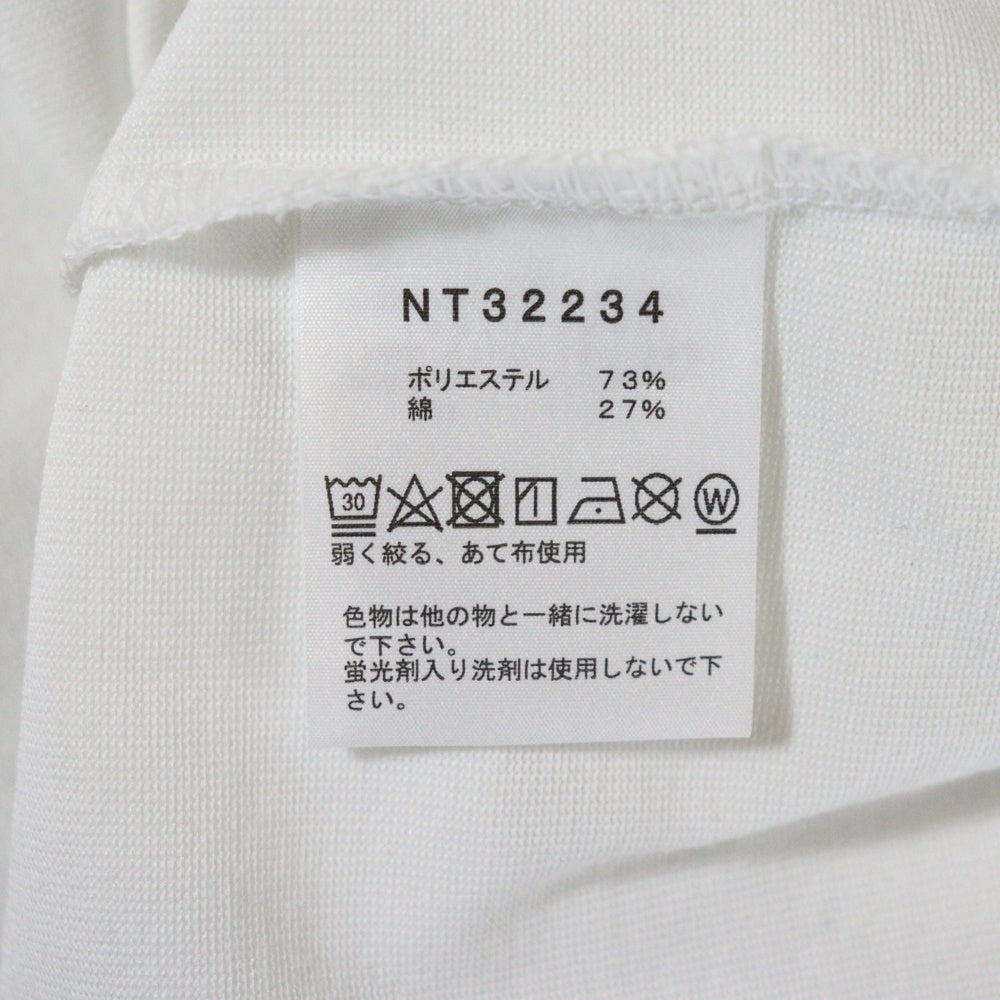 NT32234
ポリエステル 73%
綿 27%
30 W
弱く絞る、あて布使用
色物は他の物と一緒に洗濯しない
で下さい。
蛍光剤入り洗剤は使用しないで下
さい。